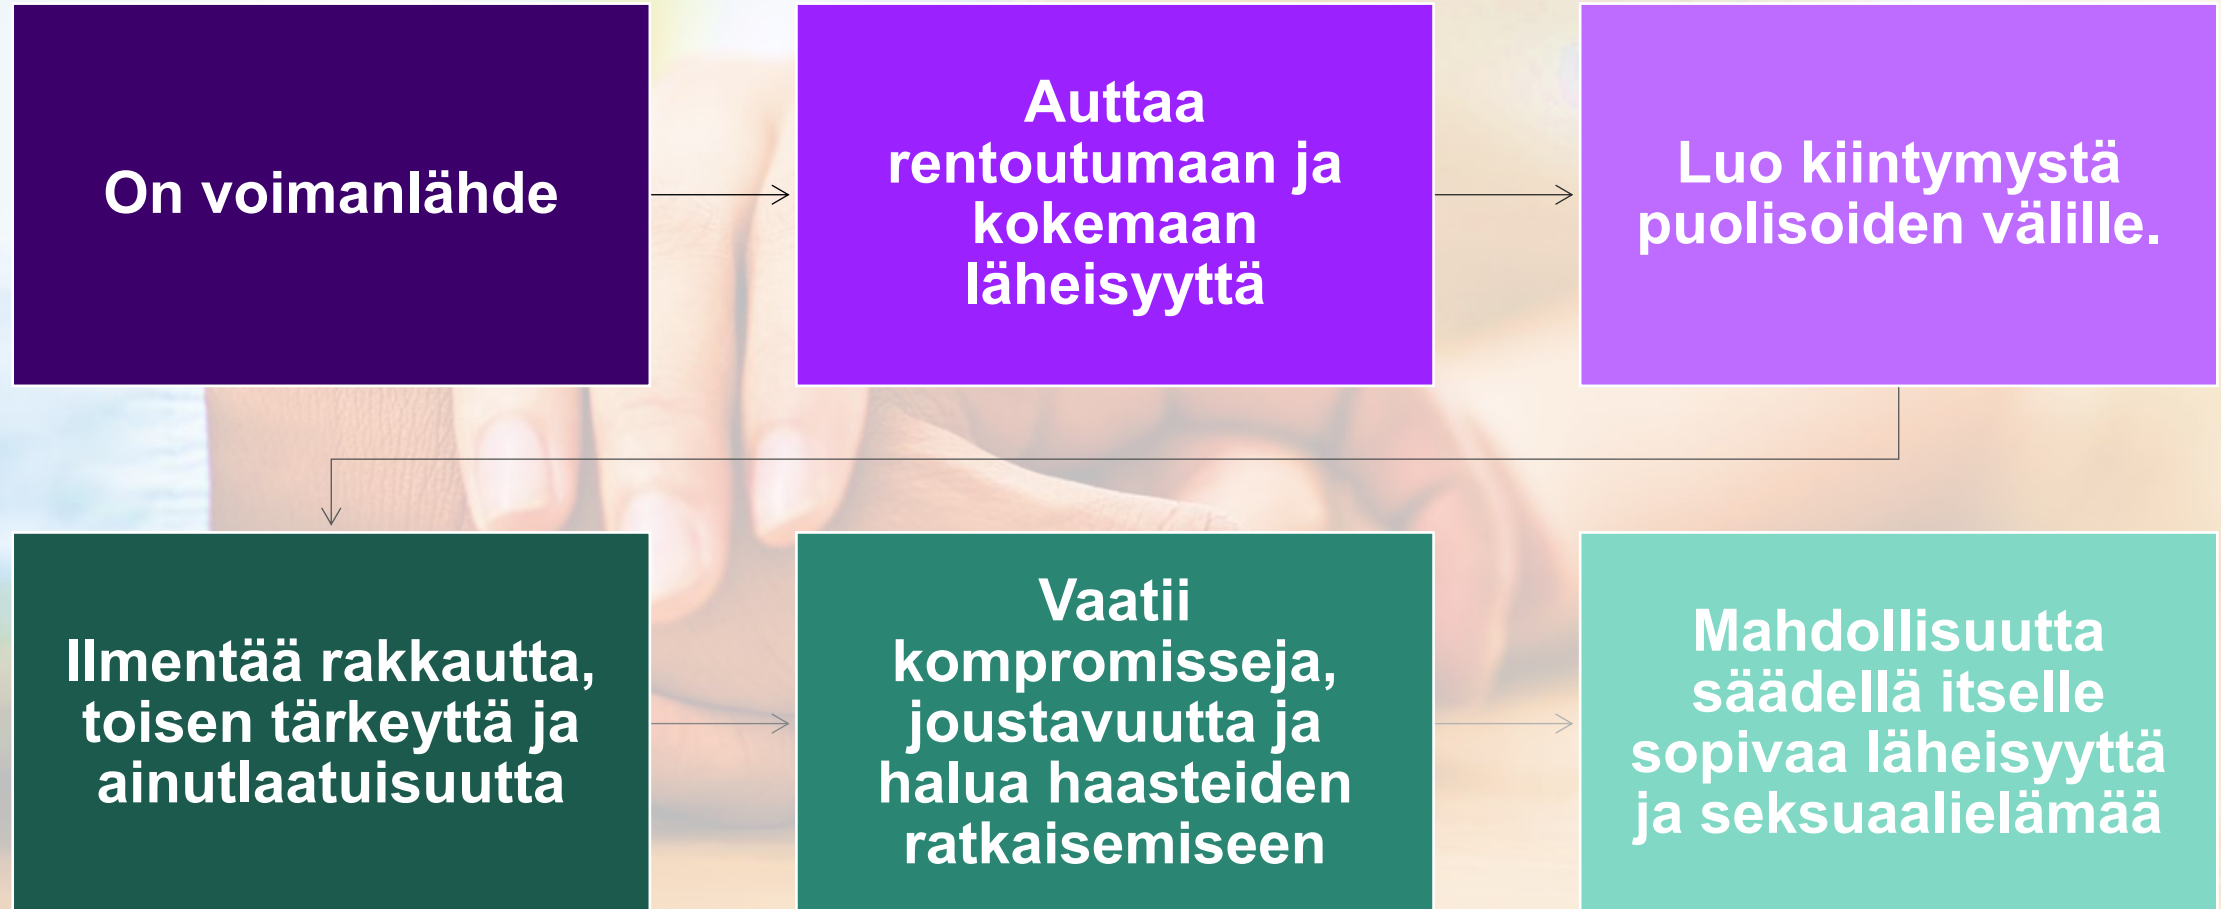 On voimanlähde
Auttaa
rentoutumaan ja
kokemaan
läheisyyttä
Luo kiintymystä
puolisoiden välille.
Ilmentää rakkautta,
toisen tärkeyttä ja
ainutlaatuisuutta
Vaatii
kompromisseja,
joustavuutta ja
halua haasteiden
ratkaisemiseen
Mahdollisuutta
säädellä itselle
sopivaa läheisyyttä
ja seksuaalielämää